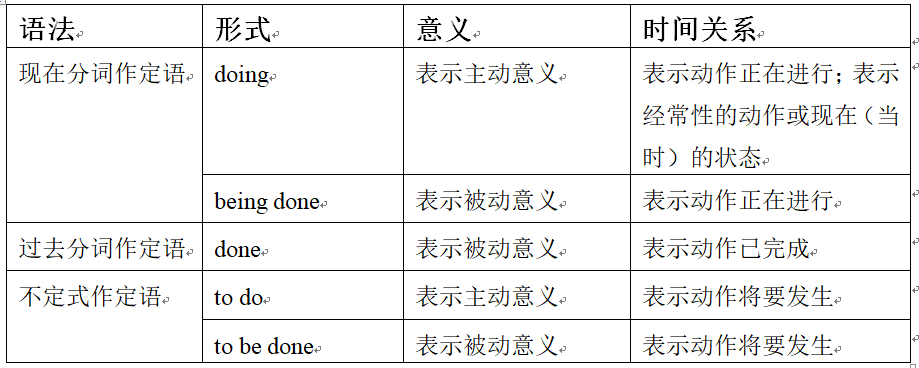 语法 形式 意义 时间关系
现在分词作定语 doing 表示主动意义 表示动作正在进行；表示
经常性的动作或现在（当
时）的状态
being done 表示被动意义 表示动作正在进行
过去分词作定语 done 表示被动意义 表示动作已完成
不定式作定语 to do 表示主动意义 表示动作将要发生
to be done 表示被动意义 表示动作将要发生